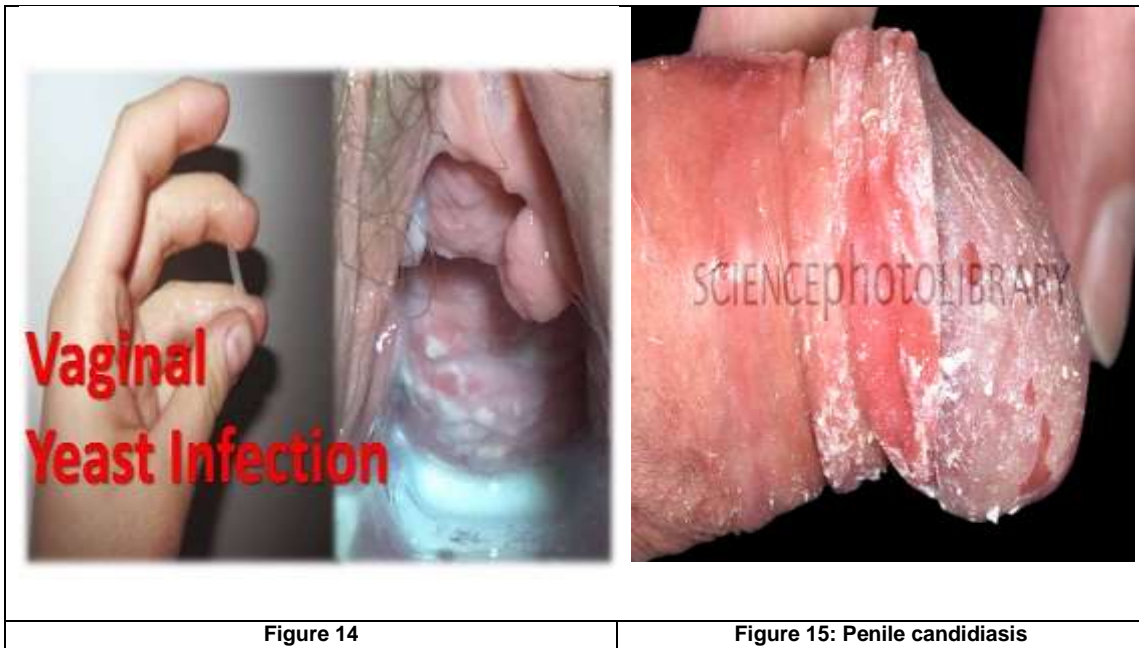 Vaginal
Yeast Infection
SCIENCEPHOTOLIBRARY
Figure 14
Figure 15: Penile candidiasis